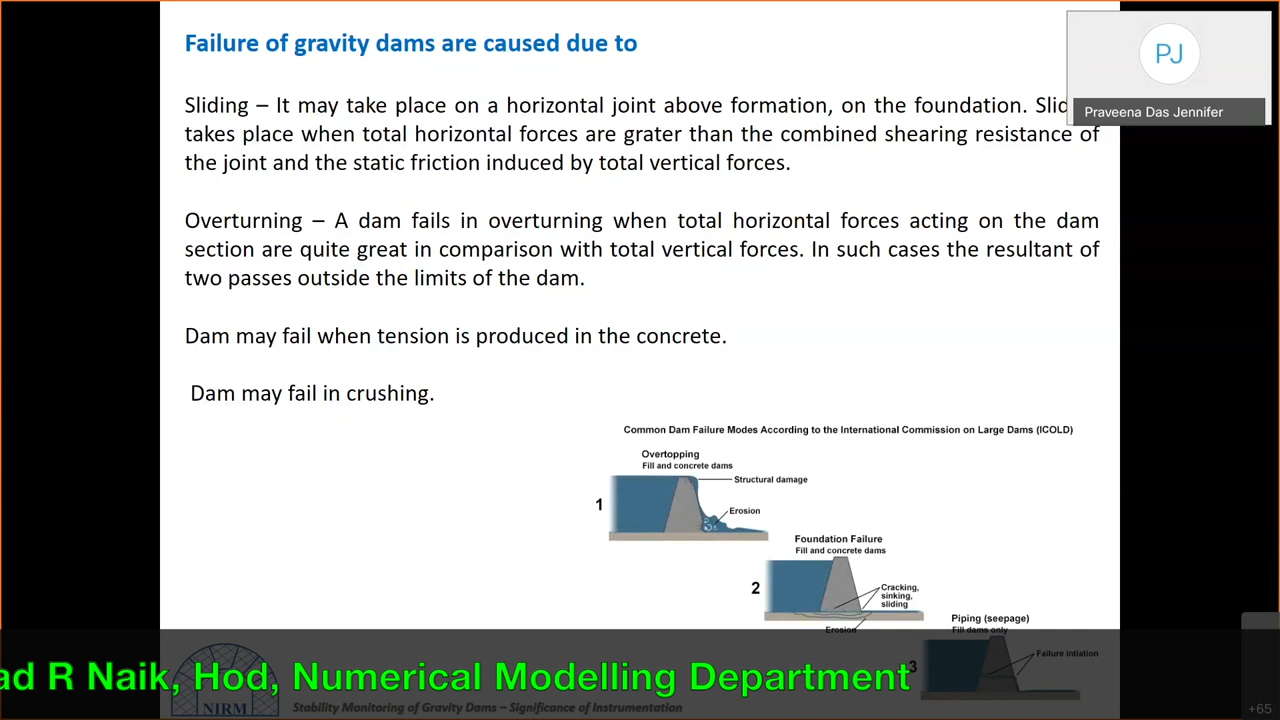 Failure of gravity dams are caused due to
PJ
Praveena Das Jennifer
Sliding – It may take place on a horizontal joint above formation, on the foundation. Slid
takes place when total horizontal forces are grater than the combined shearing resistance of
the joint and the static friction induced by total vertical forces.
Overturning – A dam fails in overturning when total horizontal forces acting on the dam
section are quite great in comparison with total vertical forces. In such cases the resultant of
two passes outside the limits of the dam.
Dam may fail when tension is produced in the concrete.
Dam may fail in crushing.
Common Dam Failure Modes According to the International Commission on Large Dams (ICOLD)
Overtopping
Fill and concrete dams
Structural damage
1
Erosion
Foundation Failure
Fill and concrete dams
2
Cracking,
sinking,
sliding
Erosion
Piping (seepage)
Fill dams only
3
Failure intiation
ad R Naik, Hod, Numerical Modelling Department
NIRM
Stability Monitoring of Gravity Dams – Significance of Instrumentation
+65